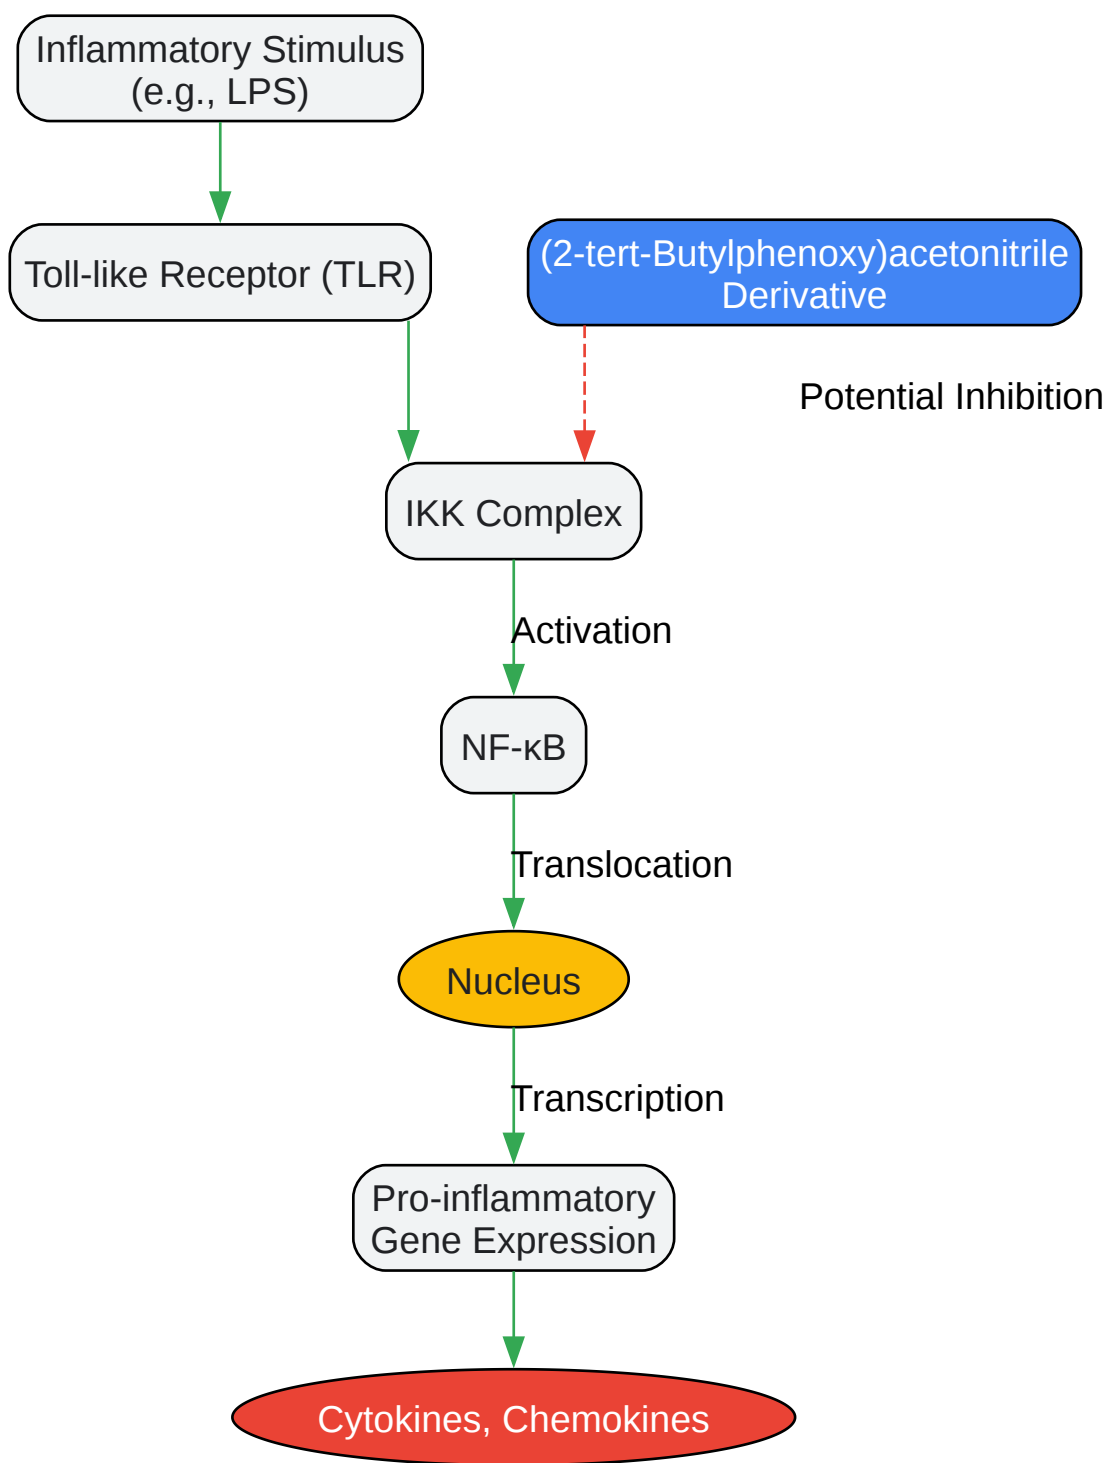 Inflammatory Stimulus
(e.g., LPS)
Toll-like Receptor (TLR)
(2-tert-Butylphenoxy)acetonitrile
Derivative
Potential Inhibition
IKK Complex
Activation
NF-κB
Translocation
Nucleus
Transcription
Pro-inflammatory
Gene Expression
Cytokines, Chemokines